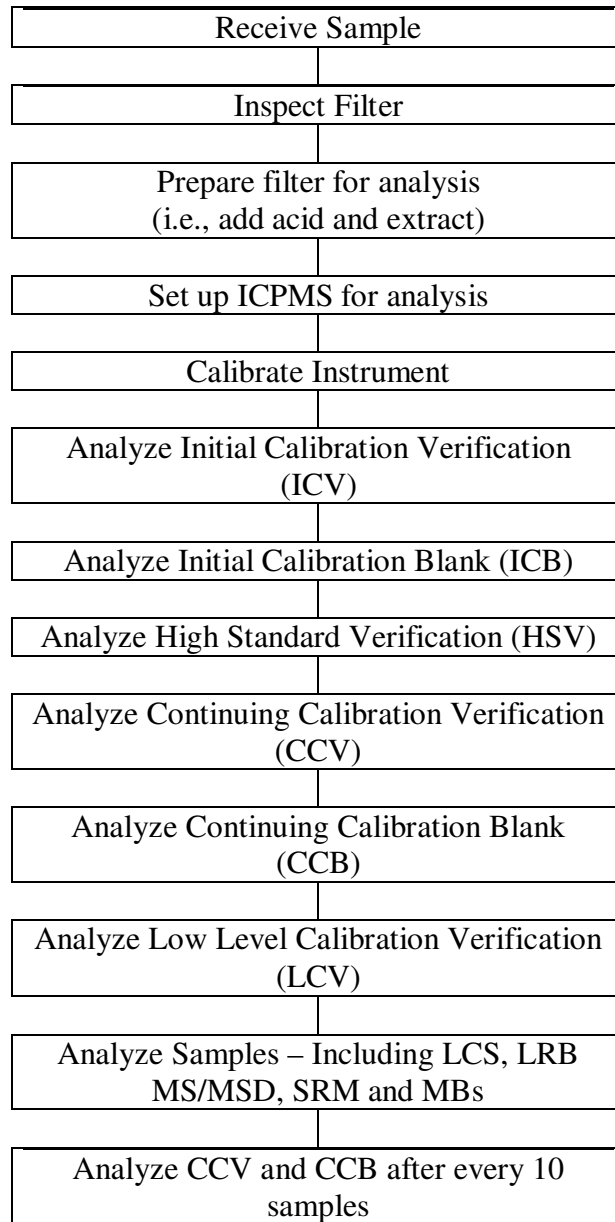 Receive Sample
Inspect Filter
Prepare filter for analysis
(i.e., add acid and extract)
Set up ICPMS for analysis
Calibrate Instrument
Analyze Initial Calibration Verification
(ICV)
Analyze Initial Calibration Blank (ICB)
Analyze High Standard Verification (HSV)
Analyze Continuing Calibration Verification
(CCV)
Analyze Continuing Calibration Blank
(CCB)
Analyze Low Level Calibration Verification
(LCV)
Analyze Samples – Including LCS, LRB
MS/MSD, SRM and MBs
Analyze CCV and CCB after every 10
samples